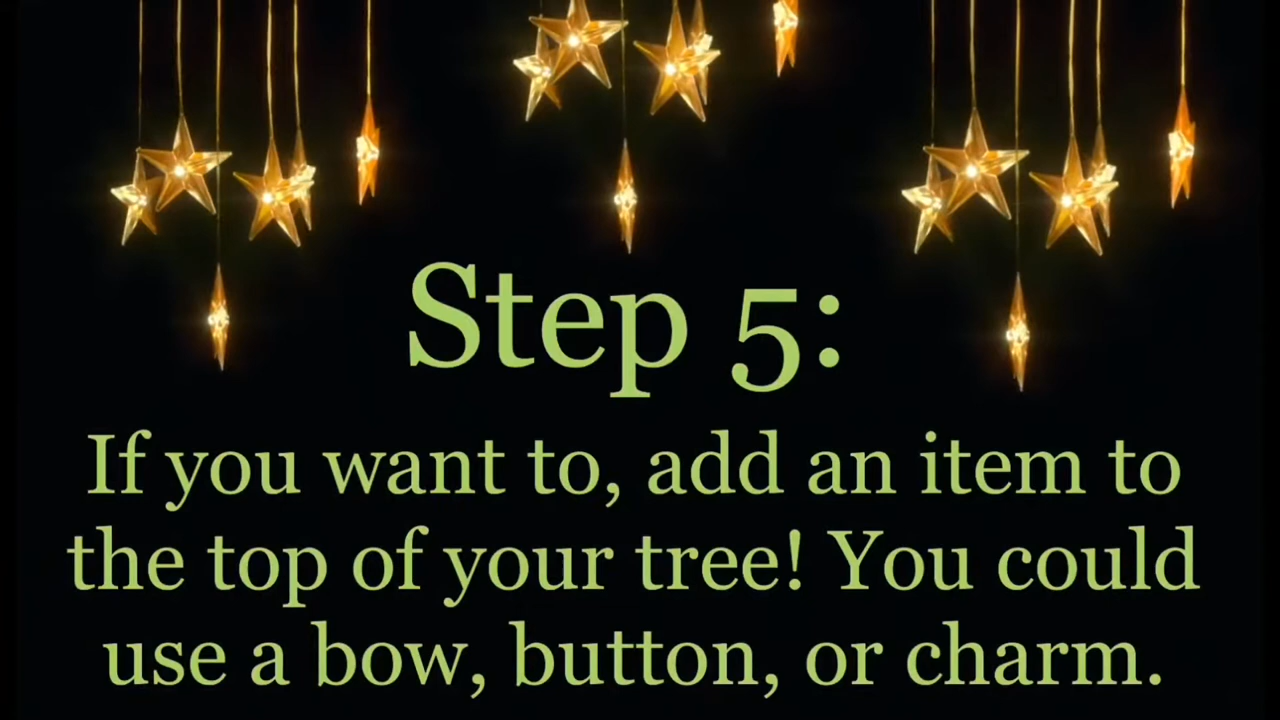 Step 5:
If you want to, add an item to
the top of your tree! You could
use a bow, button, or charm.